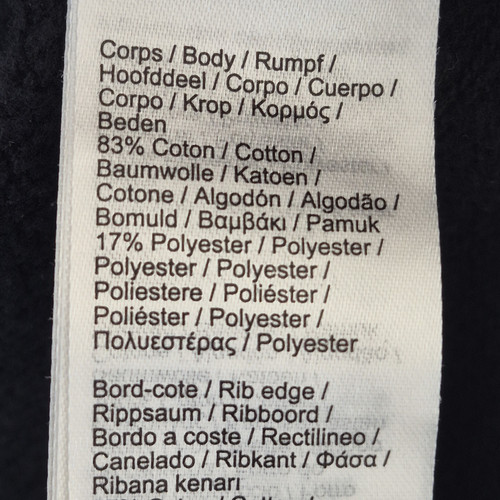 Corps / Body / Rumpf /
Hoofddeel / Corpo / Cuerpo /
Corpo / Krop / Κορμός /
Beden
83% Coton / Cotton /
Baumwolle / Katoen /
Cotone / Algodón / Algodão /
Bomuld / Βαμβάκι / Pamuk
17% Polyester / Polyester /
Polyester / Polyester /
Poliestere / Poliéster /
Poliéster / Polyester /
Πολυεστέρας / Polyester
Bord-cote / Rib edge /
Rippsaum / Ribboord /
Bordo a coste / Rectilineo /
Canelado / Ribkant / Φάσα /
Ribana kenarı